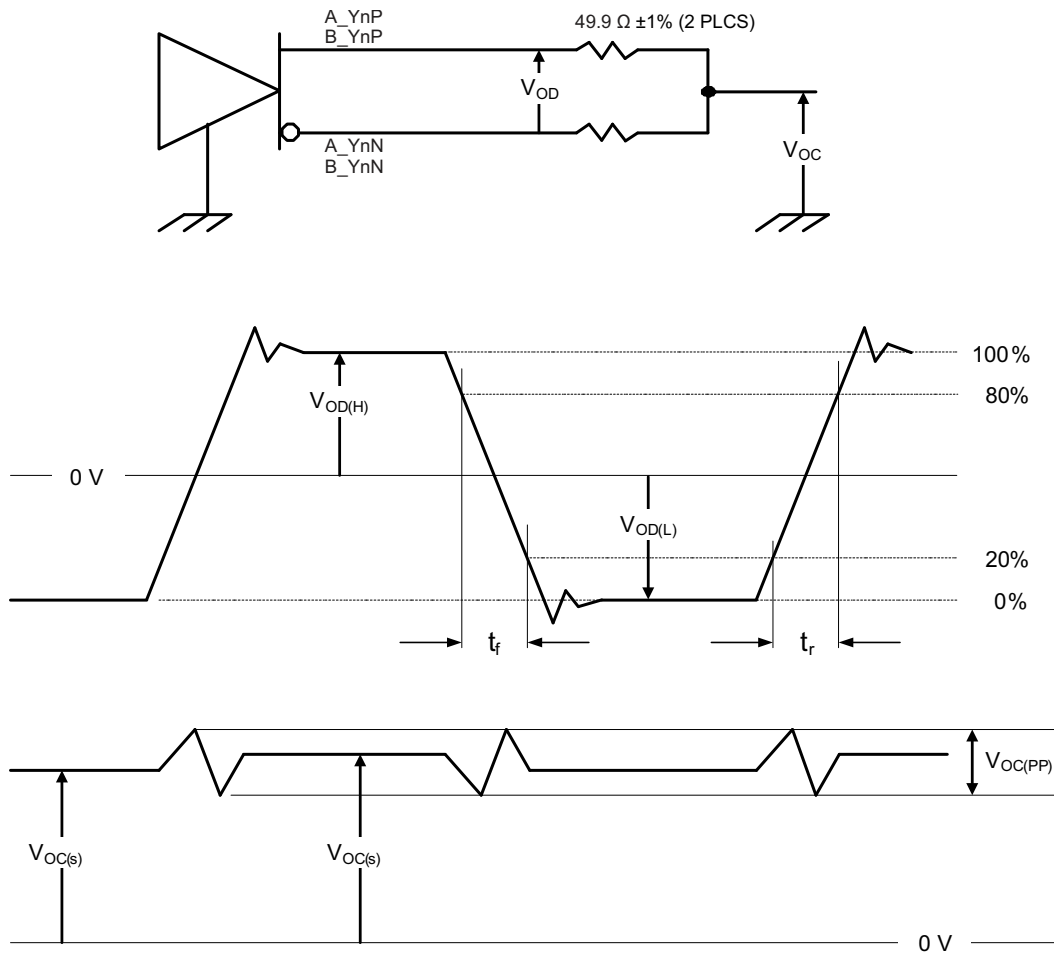 A_YnP
B_YnP
49.9 Ω ±1% (2 PLCS)
VOD
A_YnN
B_YnN
VOC
100%
80%
VOD(H)
0 V
VOD(L)
20%
0%
tf
tr
VOC(PP)
VOC(s)
VOC(s)
0 V